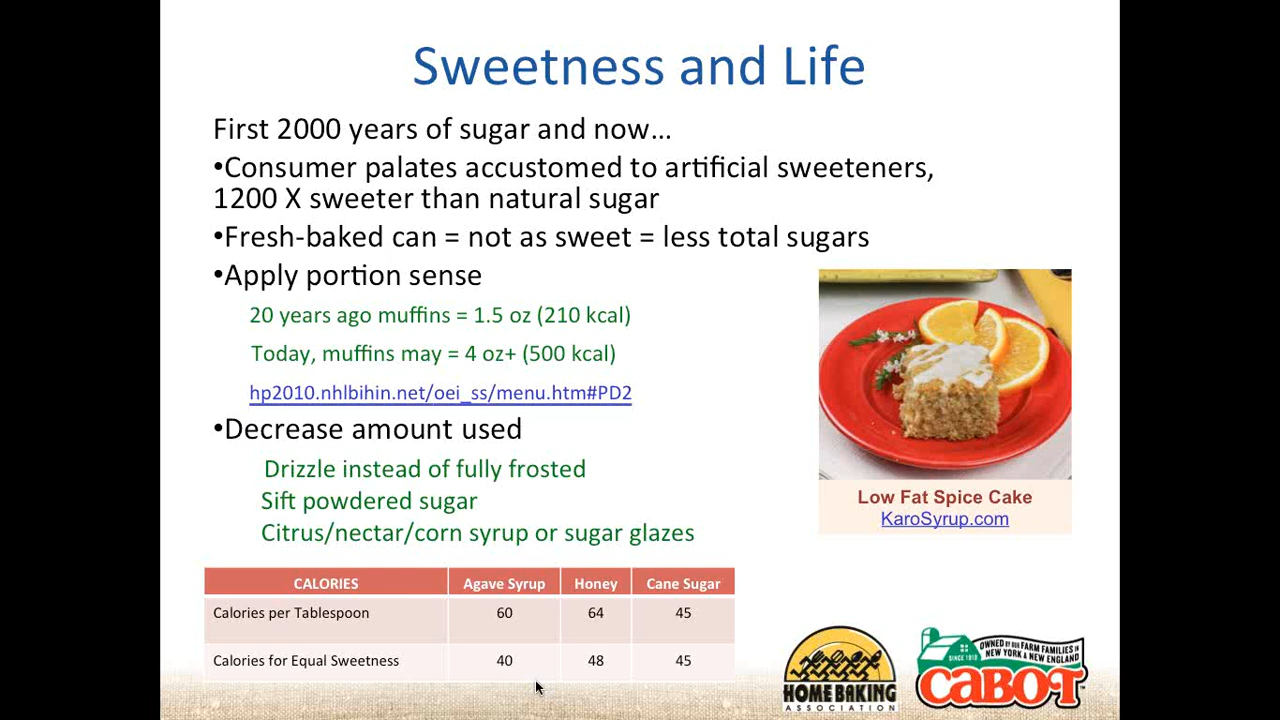 Sweetness and Life
First 2000 years of sugar and now…
•Consumer palates accustomed to artificial sweeteners,
1200 X sweeter than natural sugar
•Fresh-baked can = not as sweet = less total sugars
•Apply portion sense
20 years ago muffins = 1.5 oz (210 kcal)
Today, muffins may = 4 oz+ (500 kcal)
hp2010.nhlbihin.net/oei_ss/menu.htm#PD2
•Decrease amount used
Drizzle instead of fully frosted
Sift powdered sugar
Citrus/nectar/corn syrup or sugar glazes
Low Fat Spice Cake
KaroSyrup.com
CALORIES Agave Syrup Honey Cane Sugar
Calories per Tablespoon 60 64 45
Calories for Equal Sweetness 40 48 45
HOME BAKING
ASSOCIATION
SINCE 1919
OWNED BY OUR FARM FAMILIES IN
NEW YORK & NEW ENGLAND
CABOT